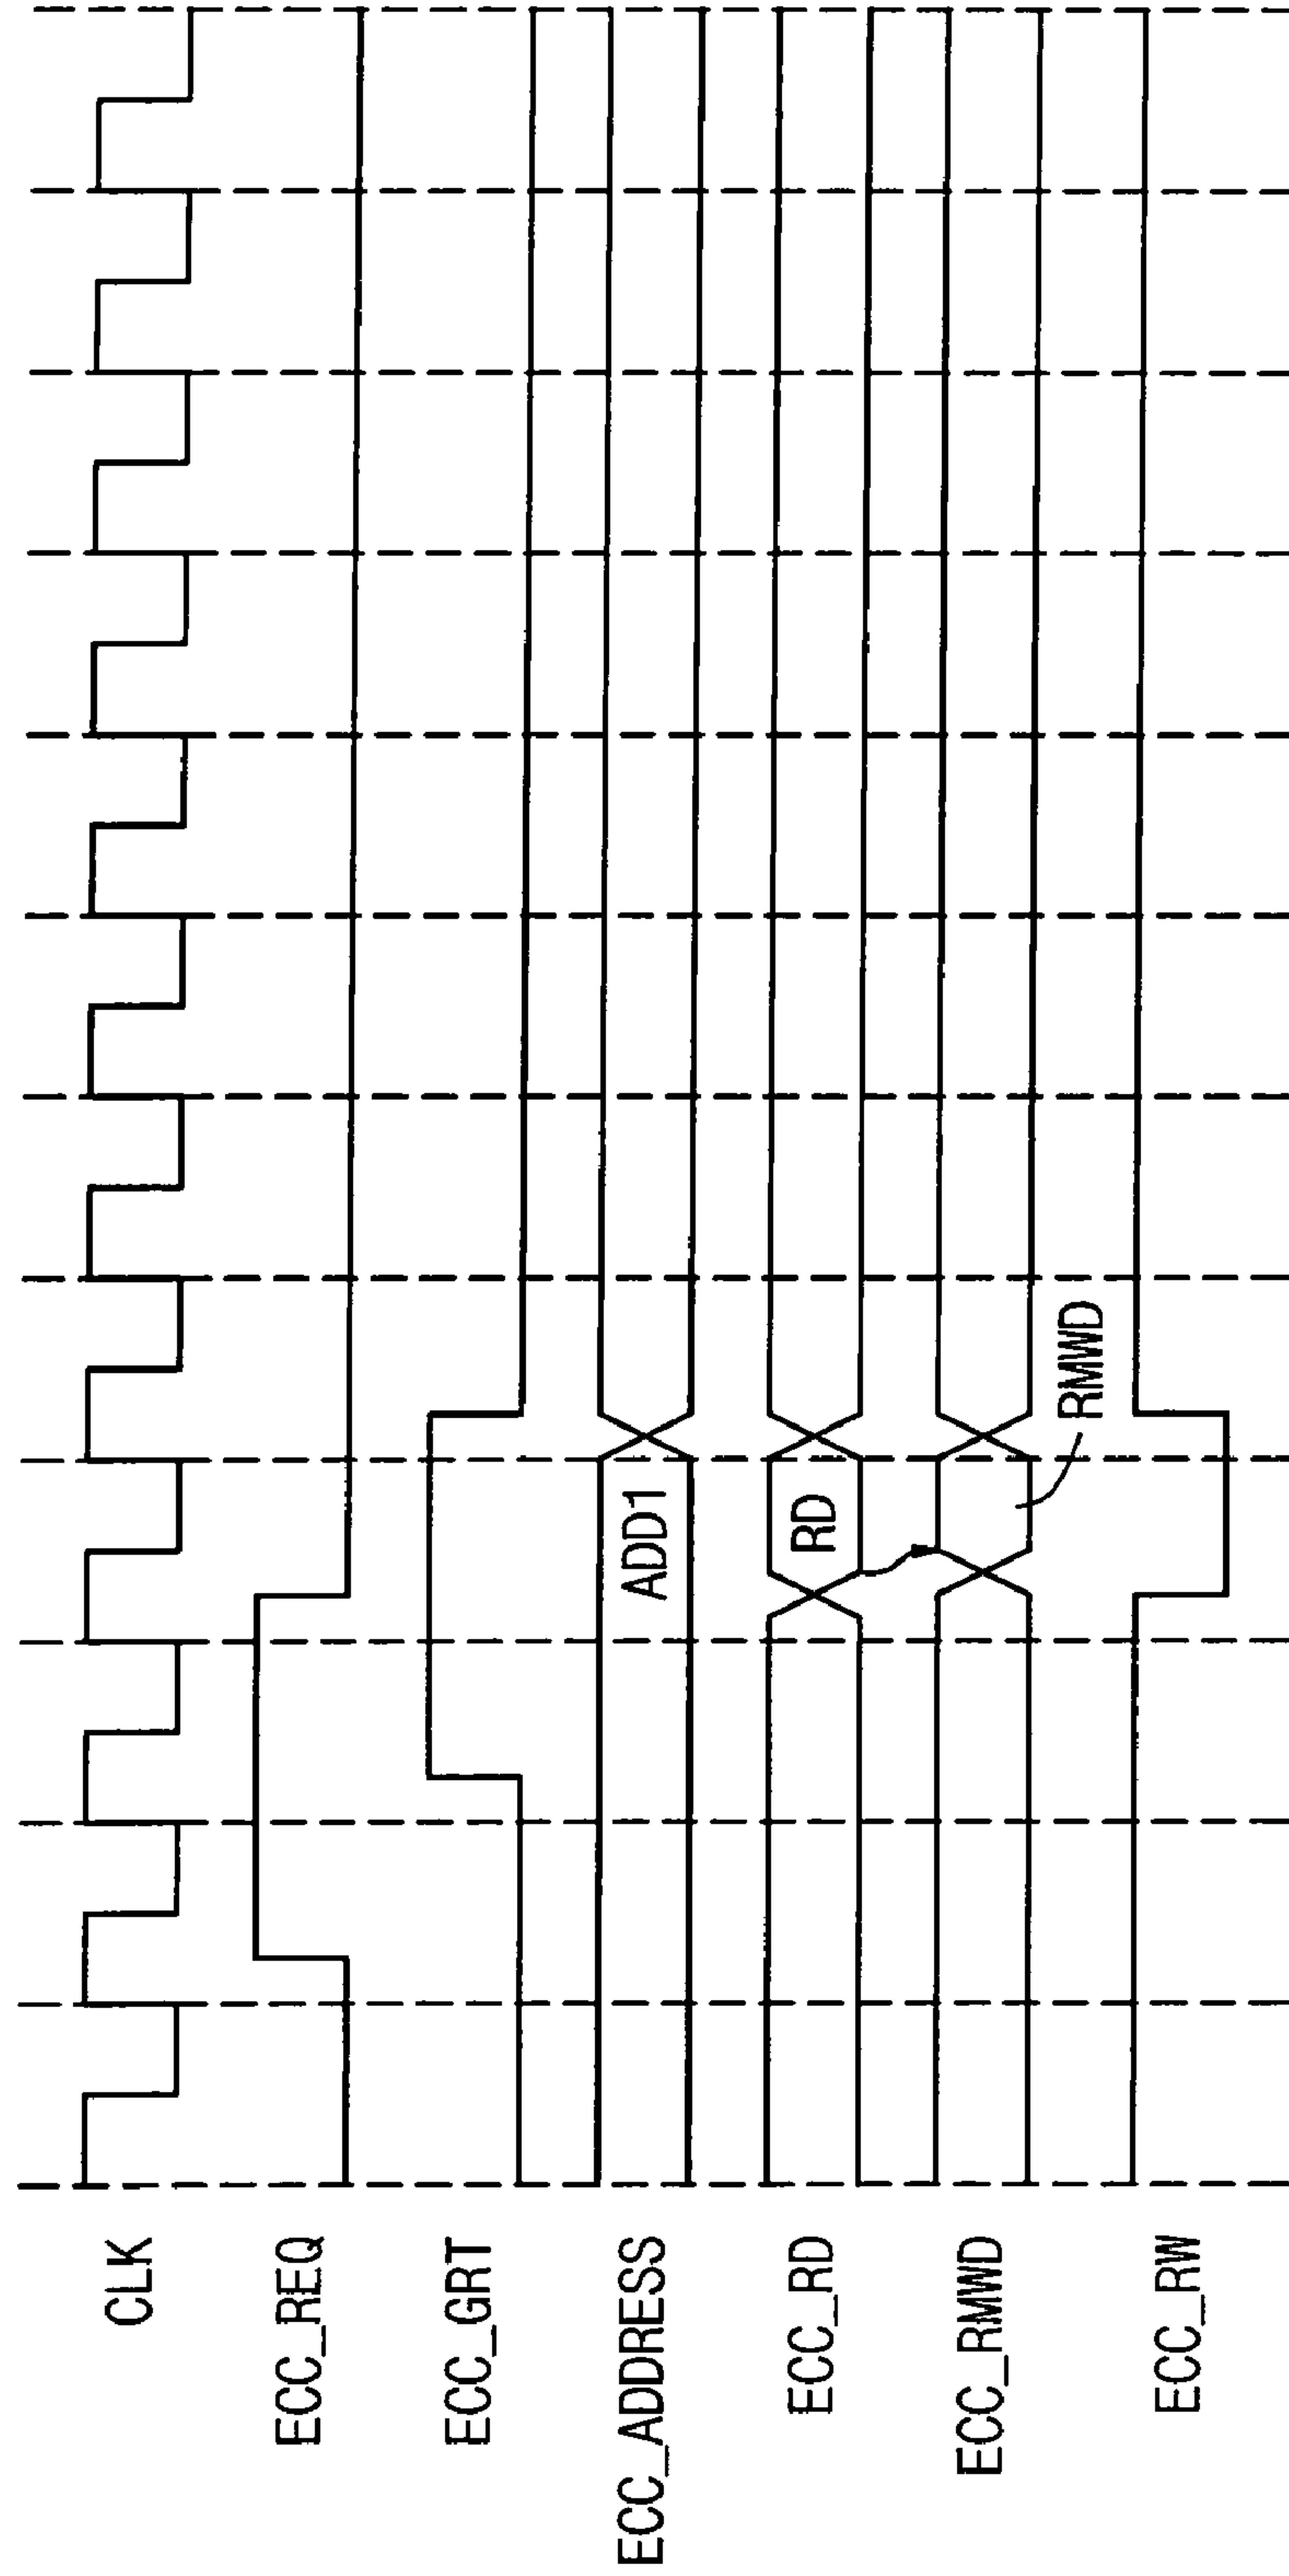 CLK
ECC_REQ
ECC_GRT
ECC_ADDRESS
ADD1
ECC_RD
RD
ECC_RMWD
RMWD
ECC_RW